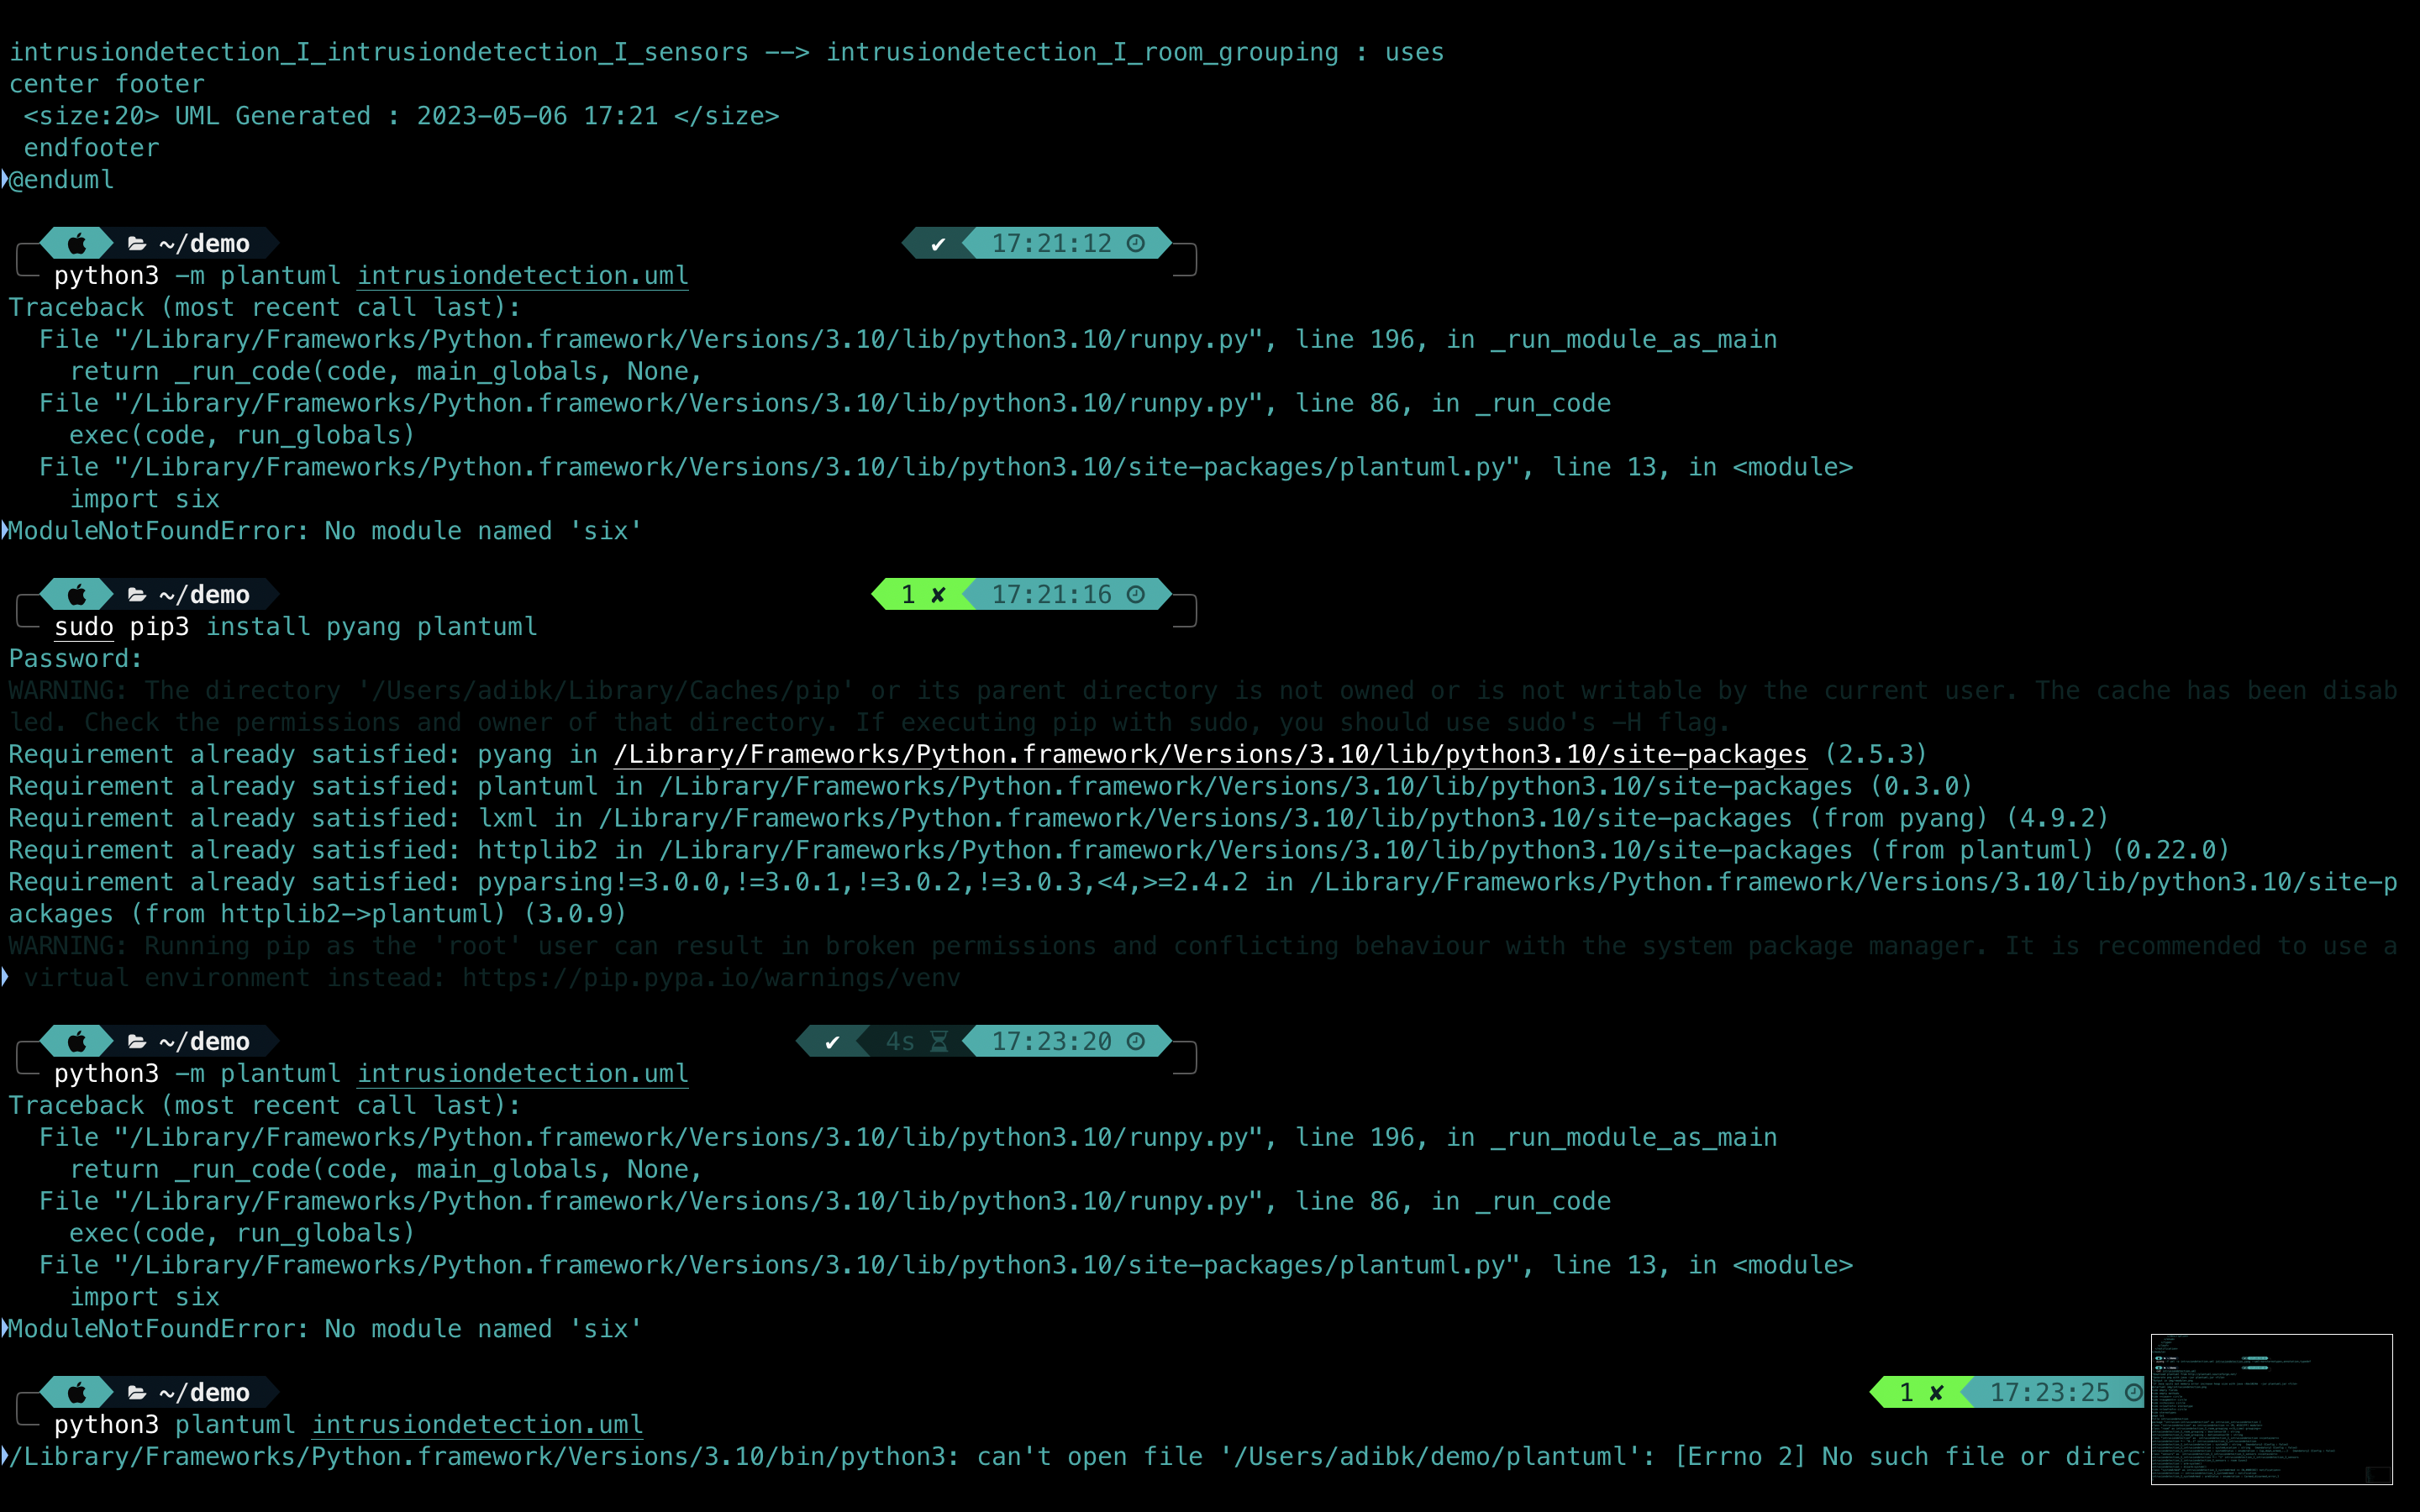 intrusiondetection_I_intrusiondetection_I_sensors --> intrusiondetection_I_room_grouping : uses
center footer
 <size:20> UML Generated : 2023-05-06 17:21 </size>
 endfooter
@enduml
~/demo ✔ 17:21:12
python3 -m plantuml intrusiondetection.uml
Traceback (most recent call last):
  File "/Library/Frameworks/Python.framework/Versions/3.10/lib/python3.10/runpy.py", line 196, in _run_module_as_main
    return _run_code(code, main_globals, None,
  File "/Library/Frameworks/Python.framework/Versions/3.10/lib/python3.10/runpy.py", line 86, in _run_code
    exec(code, run_globals)
  File "/Library/Frameworks/Python.framework/Versions/3.10/lib/python3.10/site-packages/plantuml.py", line 13, in <module>
    import six
ModuleNotFoundError: No module named 'six'
~/demo 1 ✘ 17:21:16
sudo pip3 install pyang plantuml
Password:
WARNING: The directory '/Users/adibk/Library/Caches/pip' or its parent directory is not owned or is not writable by the current user. The cache has been disab
led. Check the permissions and owner of that directory. If executing pip with sudo, you should use sudo's -H flag.
Requirement already satisfied: pyang in /Library/Frameworks/Python.framework/Versions/3.10/lib/python3.10/site-packages (2.5.3)
Requirement already satisfied: plantuml in /Library/Frameworks/Python.framework/Versions/3.10/lib/python3.10/site-packages (0.3.0)
Requirement already satisfied: lxml in /Library/Frameworks/Python.framework/Versions/3.10/lib/python3.10/site-packages (from pyang) (4.9.2)
Requirement already satisfied: httplib2 in /Library/Frameworks/Python.framework/Versions/3.10/lib/python3.10/site-packages (from plantuml) (0.22.0)
Requirement already satisfied: pyparsing!=3.0.0,!=3.0.1,!=3.0.2,!=3.0.3,<4,>=2.4.2 in /Library/Frameworks/Python.framework/Versions/3.10/lib/python3.10/site-p
ackages (from httplib2->plantuml) (3.0.9)
WARNING: Running pip as the 'root' user can result in broken permissions and conflicting behaviour with the system package manager. It is recommended to use a
 virtual environment instead: https://pip.pypa.io/warnings/venv
~/demo ✔ 4s 17:23:20
python3 -m plantuml intrusiondetection.uml
Traceback (most recent call last):
  File "/Library/Frameworks/Python.framework/Versions/3.10/lib/python3.10/runpy.py", line 196, in _run_module_as_main
    return _run_code(code, main_globals, None,
  File "/Library/Frameworks/Python.framework/Versions/3.10/lib/python3.10/runpy.py", line 86, in _run_code
    exec(code, run_globals)
  File "/Library/Frameworks/Python.framework/Versions/3.10/lib/python3.10/site-packages/plantuml.py", line 13, in <module>
    import six
ModuleNotFoundError: No module named 'six'
~/demo 1 ✘ 17:23:25
python3 plantuml intrusiondetection.uml
/Library/Frameworks/Python.framework/Versions/3.10/bin/python3: can't open file '/Users/adibk/demo/plantuml': [Errno 2] No such file or direc